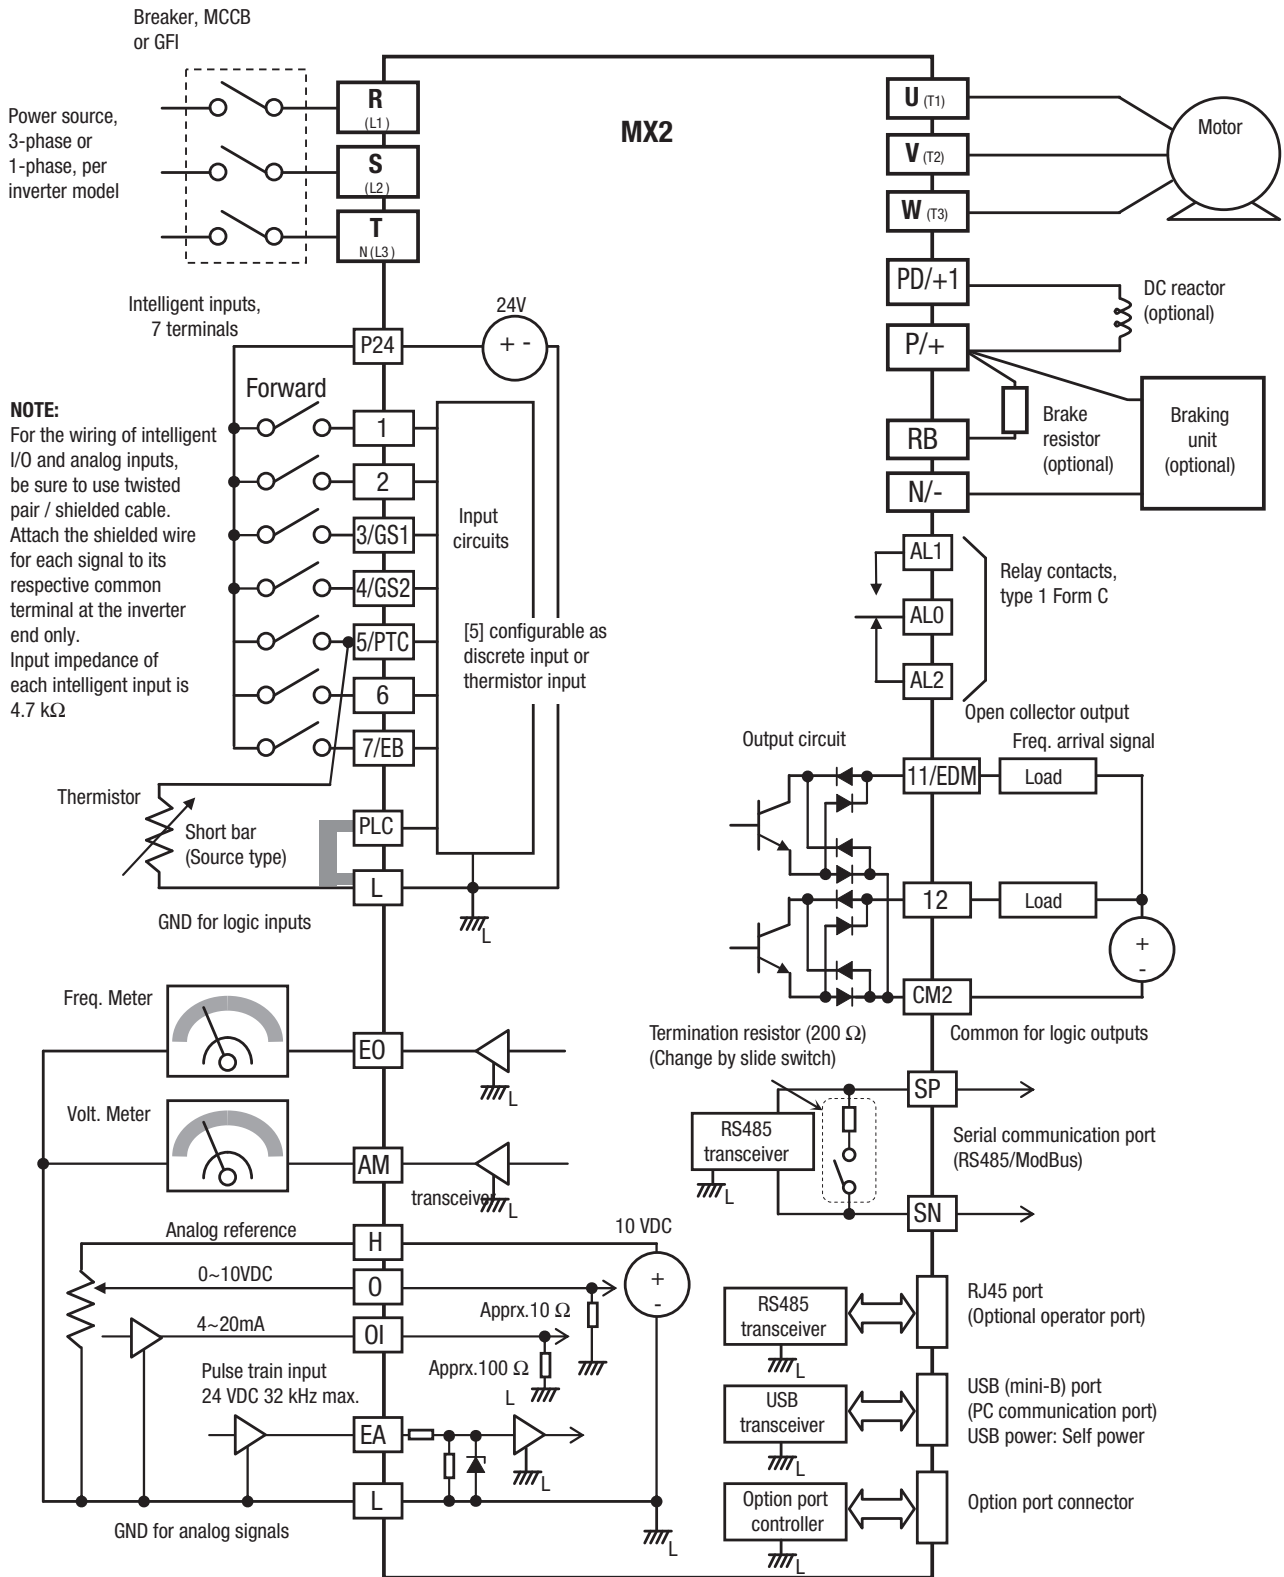 Breaker, MCCB
or GFI
Power source,
3-phase or
1-phase, per
inverter model
R
(L1)
S
(L2)
T
N (L3)
MX2
U (T1)
V (T2)
W (T3)
Motor
PD/+1
P/+
RB
N/-
DC reactor
(optional)
Brake
resistor
(optional)
Braking
unit
(optional)
Intelligent inputs,
7 terminals
24V
+ -
P24
Forward
1
2
3/GS1
4/GS2
5/PTC
6
7/EB
PLC
L
Input
circuits
[5] configurable as
discrete input or
thermistor input
NOTE:
For the wiring of intelligent
I/O and analog inputs,
be sure to use twisted
pair / shielded cable.
Attach the shielded wire
for each signal to its
respective common
terminal at the inverter
end only.
Input impedance of
each intelligent input is
4.7 kΩ
Thermistor
Short bar
(Source type)
GND for logic inputs
L
AL1
AL0
AL2
Relay contacts,
type 1 Form C
Open collector output
Output circuit
Freq. arrival signal
11/EDM
Load
12
Load
+
-
CM2
Common for logic outputs
Freq. Meter
EO
L
Volt. Meter
AM
transceiver
L
Termination resistor (200 Ω)
(Change by slide switch)
RS485
transceiver
L
SP
SN
Serial communication port
(RS485/ModBus)
Analog reference
H
10 VDC
+
-
0~10VDC
O
Apprx.10 Ω
4~20mA
OI
Apprx.100 Ω
L
Pulse train input
24 VDC 32 kHz max.
EA
L
L
GND for analog signals
L
RS485
transceiver
L
RJ45 port
(Optional operator port)
USB
transceiver
L
USB (mini-B) port
(PC communication port)
USB power: Self power
Option port
controller
L
Option port connector